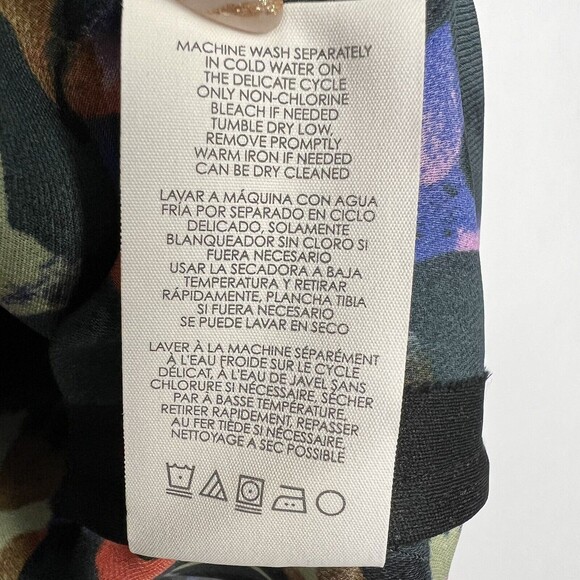 MACHINE WASH SEPARATELY
IN COLD WATER ON
THE DELICATE CYCLE
ONLY NON-CHLORINE
BLEACH IF NEEDED
TUMBLE DRY LOW,
REMOVE PROMPTLY
WARM IRON IF NEEDED
CAN BE DRY CLEANED
LAVAR A MÁQUINA CON AGUA
FRÍA POR SEPARADO EN CICLO
DELICADO, SOLAMENTE
BLANQUEADOR SIN CLORO SI
FUERA NECESARIO
USAR LA SECADORA A BAJA
TEMPERATURA Y RETIRAR
RÁPIDAMENTE, PLANCHA TIBIA
SI FUERA NECESARIO
SE PUEDE LAVAR EN SECO
LAVER À LA MACHINE SÉPARÉMENT
À L'EAU FROIDE SUR LE CYCLE
DÉLICAT, À L'EAU DE JAVEL SANS
CHLORURE SI NÉCESSAIRE, SÉCHER
PAR À BASSE TEMPÉRATURE,
RETIRER RAPIDEMENT, REPASSER
AU FER TIÈDE SI NÉCESSAIRE.
NETTOYAGE A SEC POSSIBLE